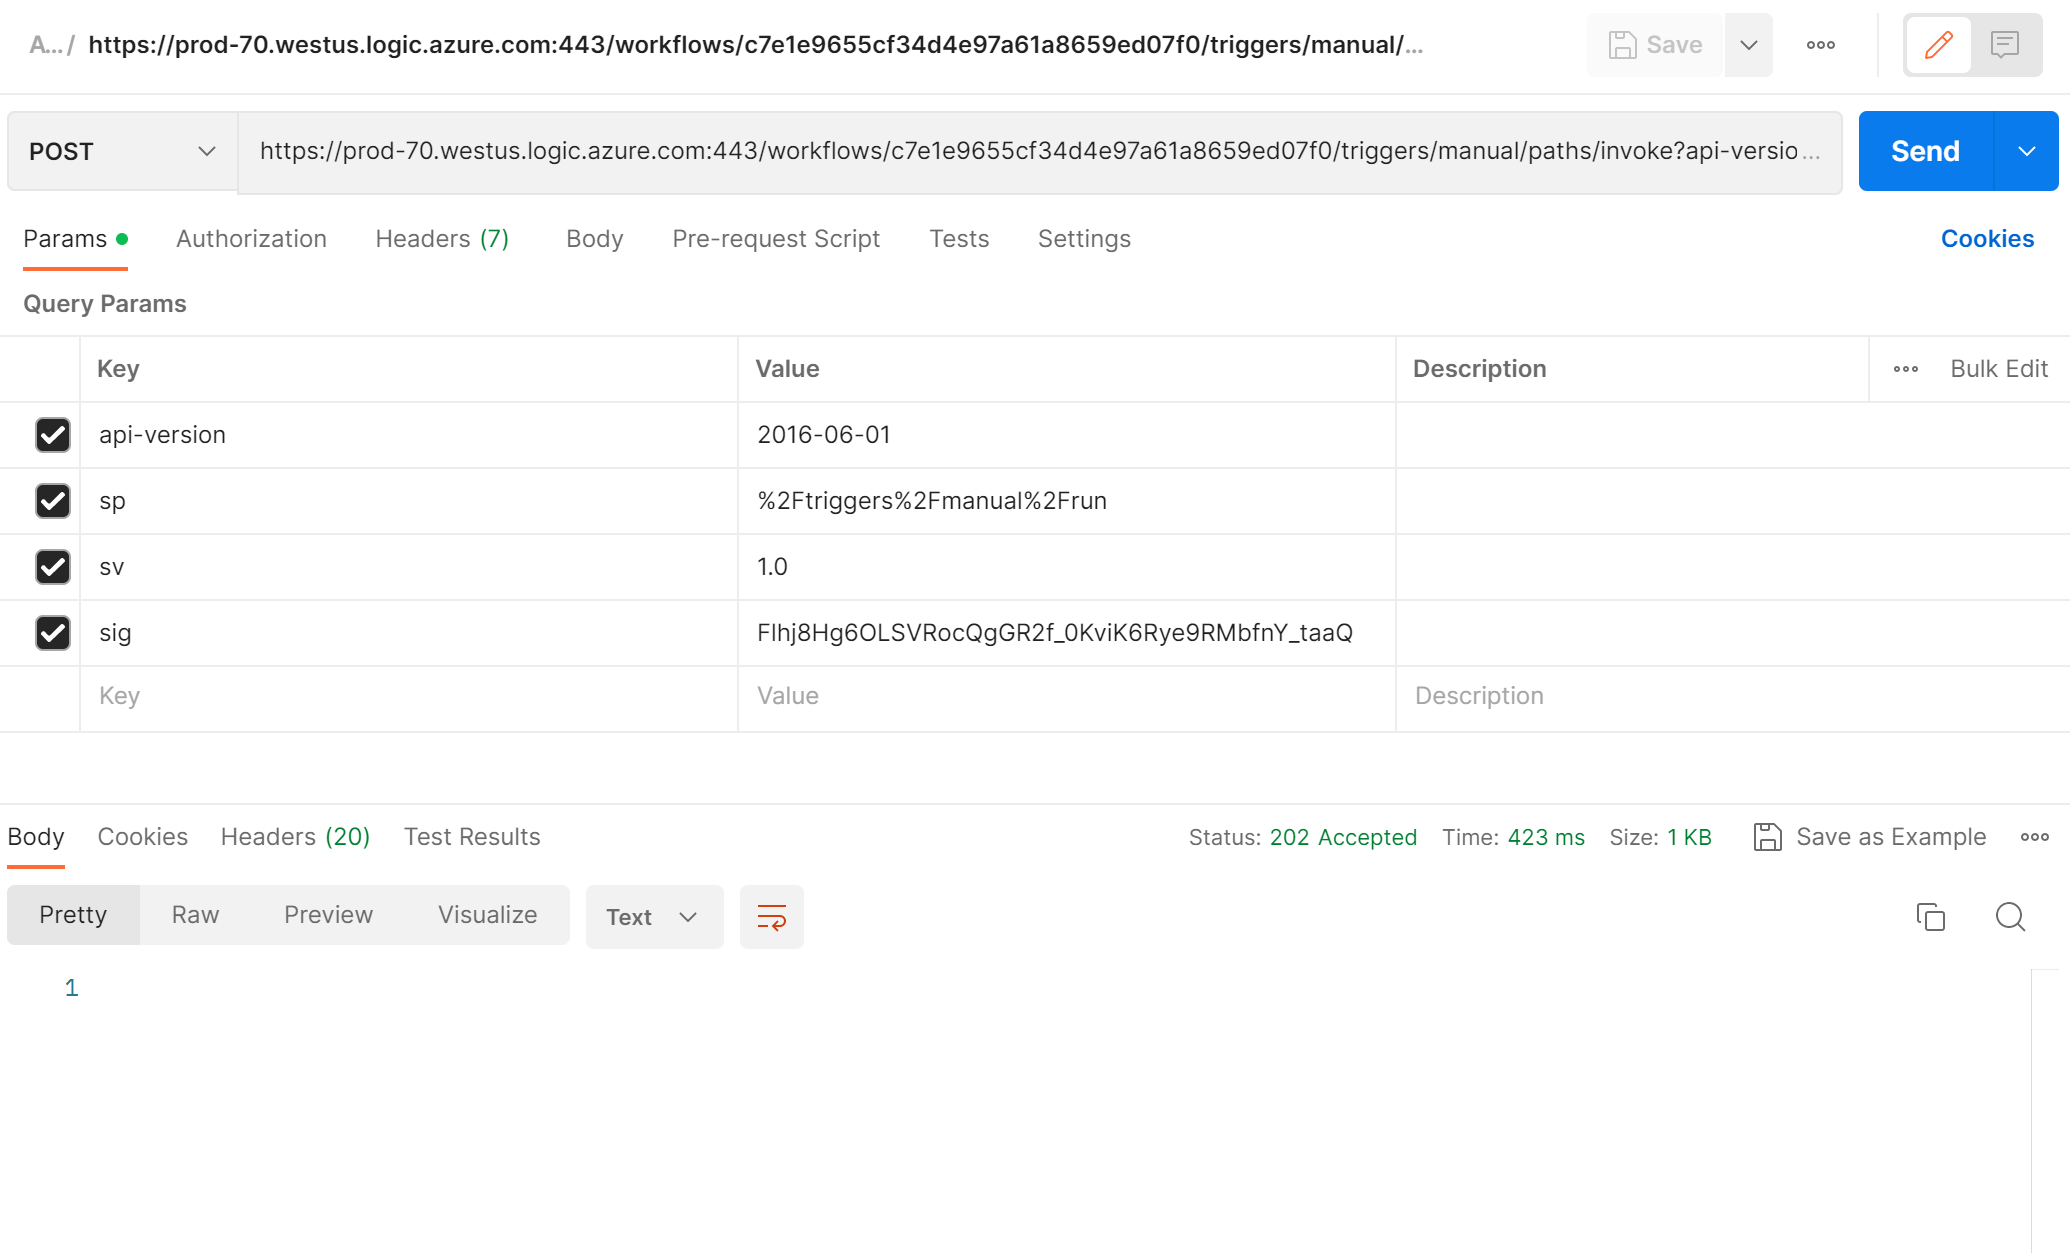 A... / https://prod-70.westus.logic.azure.com:443/workflows/c7e1e9655cf34d4e97a61a8659ed07f0/triggers/manual/...
Save
POST
https://prod-70.westus.logic.azure.com:443/workflows/c7e1e9655cf34d4e97a61a8659ed07f0/triggers/manual/paths/invoke?api-versio...
Send
Params Authorization Headers (7) Body Pre-request Script Tests Settings Cookies
Query Params
Key Value Description Bulk Edit
api-version 2016-06-01
sp %2Ftriggers%2Fmanual%2Frun
sv 1.0
sig FIhj8Hg6OLSVRocQgGR2f_0KviK6Rye9RMbfnY_taaQ
Key Value Description
Body Cookies Headers (20) Test Results Status: 202 Accepted Time: 423 ms Size: 1 KB Save as Example
Pretty Raw Preview Visualize Text
1